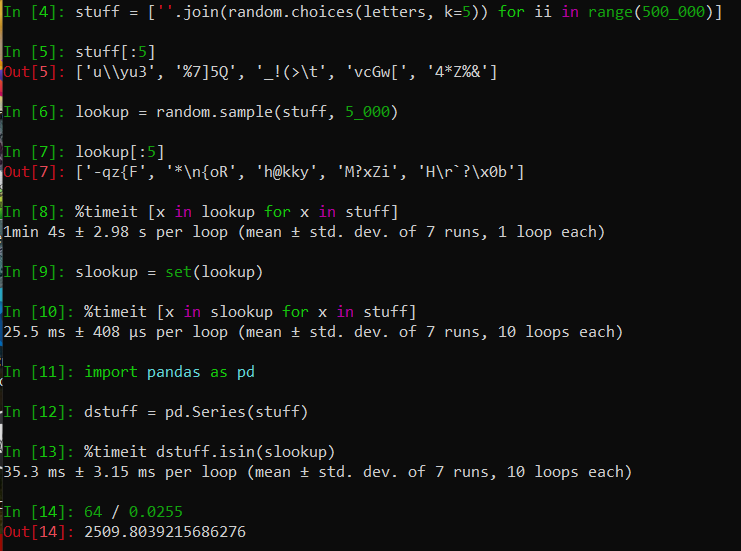 In [4]: stuff = [''.join(random.choices(letters, k=5)) for ii in range(500_000)]
In [5]: stuff[:5]
Out[5]: ['u\\yu3', '%7]5Q', '_!(>\t', 'vcGw[', '4*Z%&']
In [6]: lookup = random.sample(stuff, 5_000)
In [7]: lookup[:5]
Out[7]: ['-qz{F', '*\n{oR', 'h@kky', 'M?xZi', 'H\r`?\x0b']
In [8]: %timeit [x in lookup for x in stuff]
1min 4s ± 2.98 s per loop (mean ± std. dev. of 7 runs, 1 loop each)
In [9]: slookup = set(lookup)
In [10]: %timeit [x in slookup for x in stuff]
25.5 ms ± 408 µs per loop (mean ± std. dev. of 7 runs, 10 loops each)
In [11]: import pandas as pd
In [12]: dstuff = pd.Series(stuff)
In [13]: %timeit dstuff.isin(slookup)
35.3 ms ± 3.15 ms per loop (mean ± std. dev. of 7 runs, 10 loops each)
In [14]: 64 / 0.0255
Out[14]: 2509.8039215686276